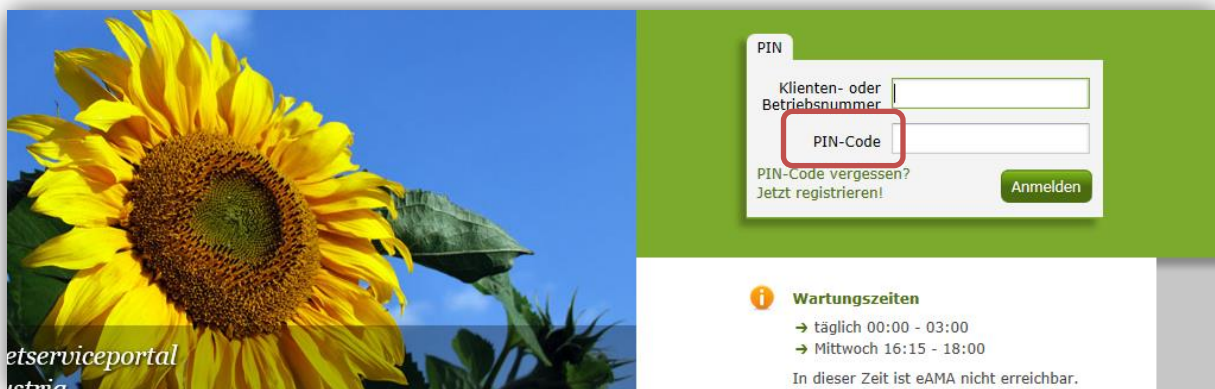 PIN
Klienten- oder
Betriebsnummer
PIN-Code
PIN-Code vergessen?
Jetzt registrieren!
Anmelden
Wartungszeiten
→ täglich 00:00 - 03:00
→ Mittwoch 16:15 - 18:00
In dieser Zeit ist eAMA nicht erreichbar.
etserviceportal